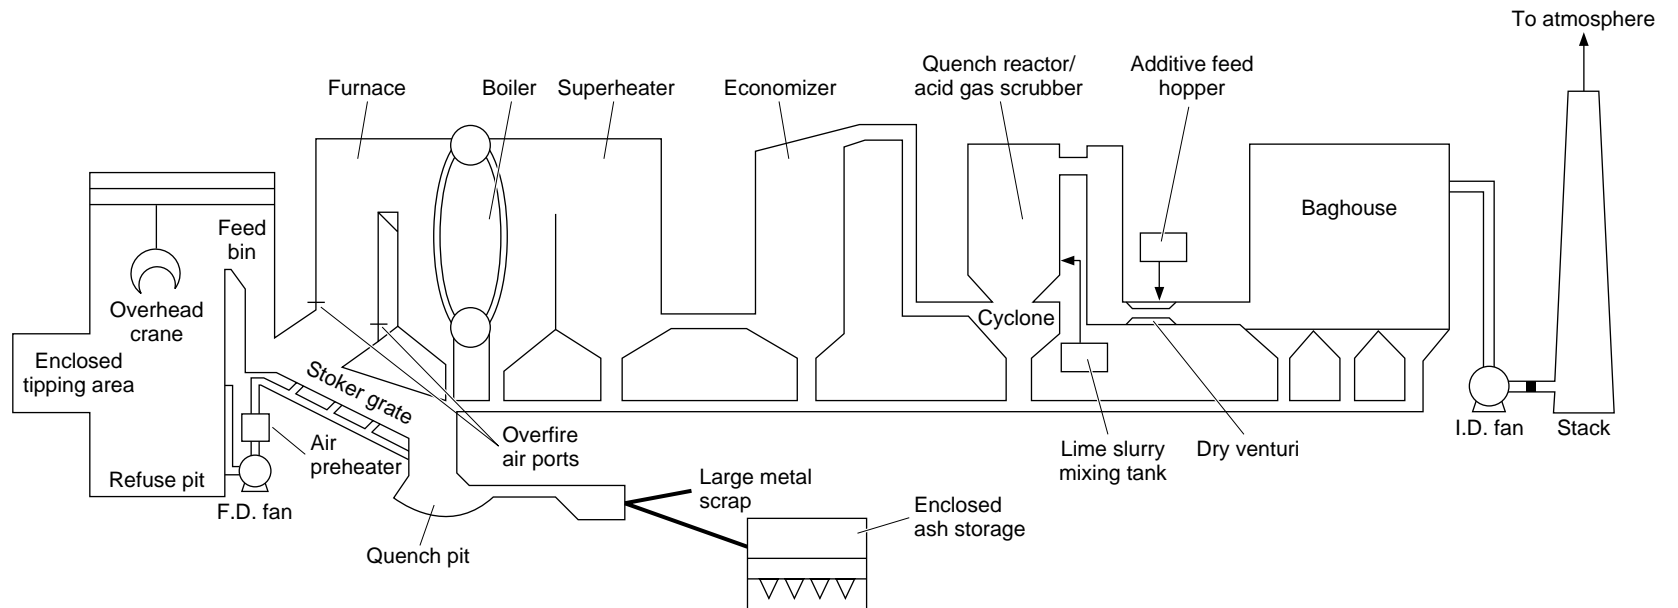 To atmosphere
Furnace
Boiler
Superheater
Economizer
Quench reactor/
acid gas scrubber
Additive feed
hopper
Feed
bin
Baghouse
Overhead
crane
Cyclone
Enclosed
tipping area
Stoker grate
Overfire
air ports
Air
preheater
Refuse pit
F.D. fan
Lime slurry
mixing tank
Dry venturi
I.D. fan
Stack
Large metal
scrap
Enclosed
ash storage
Quench pit